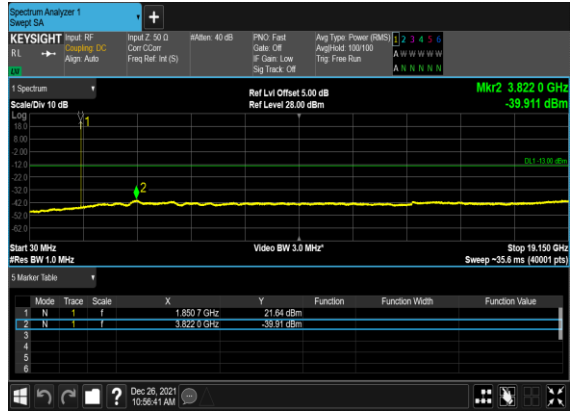 Spectrum Analyzer 1
Swept SA
+
KEYSIGHT Input: RF Input Z: 50 Ω #Atten: 40 dB PNO: Fast Avg Type: Power (RMS) 1 2 3 4 5 6
RL Coupling: DC Corr CCorr Gate: Off Avg|Hold: 100/100 A W W W W W
Align: Auto Freq Ref: Int (S) IF Gain: Low Trig: Free Run
Sig Track: Off A N N N N N
1 Spectrum Ref Lvl Offset 5.00 dB Mkr2 3.822 0 GHz
Scale/Div 10 dB Ref Level 28.00 dBm -39.911 dBm
Log
18.0
8.00
-2.00
-12.0
-22.0
-32.0
-42.0
-52.0
-62.0
1
2
DL1 -13.00 dBm
Start 30 MHz Video BW 3.0 MHz* Stop 19.150 GHz
#Res BW 1.0 MHz Sweep ~35.6 ms (40001 pts)
5 Marker Table
Mode Trace Scale X Y Function Function Width Function Value
1 N 1 f 1.850 7 GHz 21.64 dBm
2 N 1 f 3.822 0 GHz -39.91 dBm
3
4
5
6
? Dec 26, 2021
10:56:41 AM